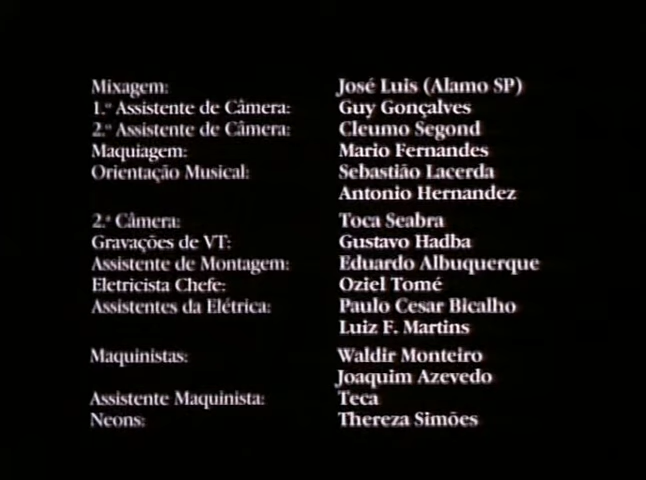 Mixagem: José Luis (Alamo SP)
1.º Assistente de Câmera: Guy Gonçalves
2.º Assistente de Câmera: Cleumo Segond
Maquiagem: Mario Fernandes
Orientação Musical: Sebastião Lacerda
Antonio Hernandez
2.ª Câmera: Toca Seabra
Gravações de VT: Gustavo Hadba
Assistente de Montagem: Eduardo Albuquerque
Eletricista Chefe: Oziel Tomé
Assistentes da Elétrica: Paulo Cesar Bicalho
Luiz F. Martins
Maquinistas: Waldir Monteiro
Joaquim Azevedo
Assistente Maquinista: Teca
Neons: Thereza Simões